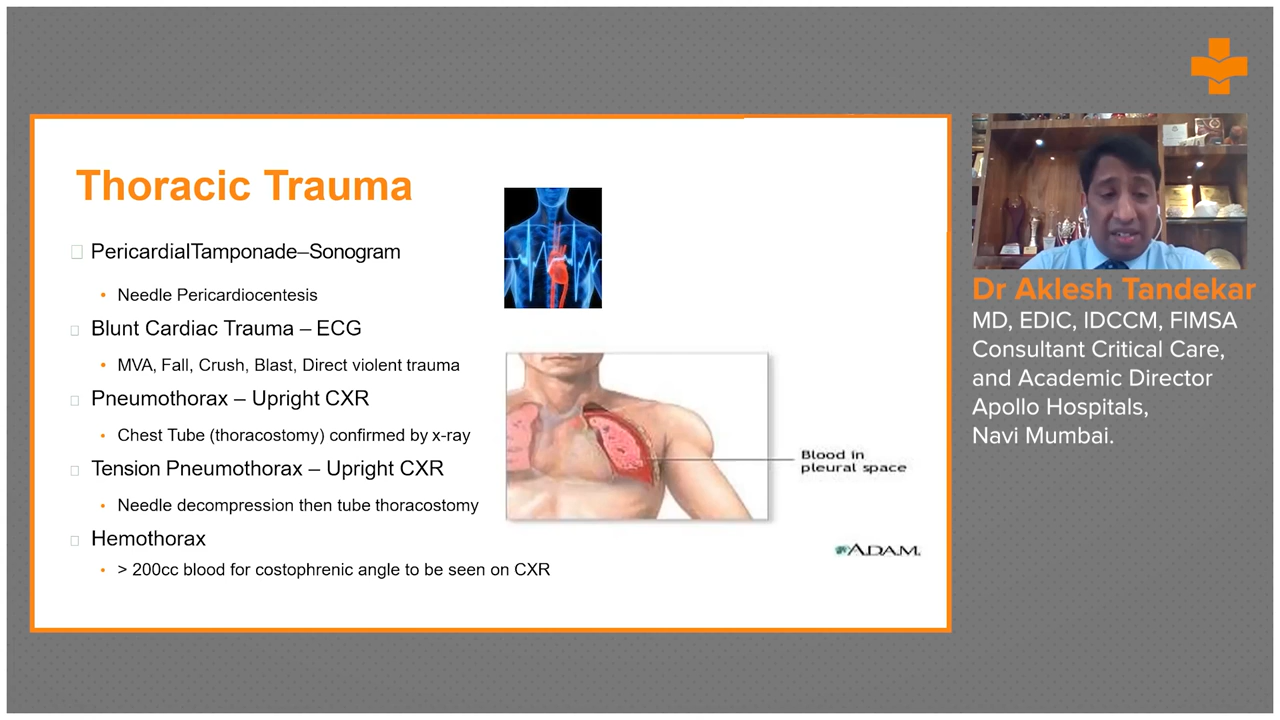 Thoracic Trauma
PericardialTamponade–Sonogram
• Needle Pericardiocentesis
Blunt Cardiac Trauma – ECG
• MVA, Fall, Crush, Blast, Direct violent trauma
Pneumothorax – Upright CXR
• Chest Tube (thoracostomy) confirmed by x-ray
Tension Pneumothorax – Upright CXR
• Needle decompression then tube thoracostomy
Hemothorax
• > 200cc blood for costophrenic angle to be seen on CXR
Blood in
pleural space
A.D.A.M.
Dr Aklesh Tandekar
MD, EDIC, IDCCM, FIMSA
Consultant Critical Care,
and Academic Director
Apollo Hospitals,
Navi Mumbai.